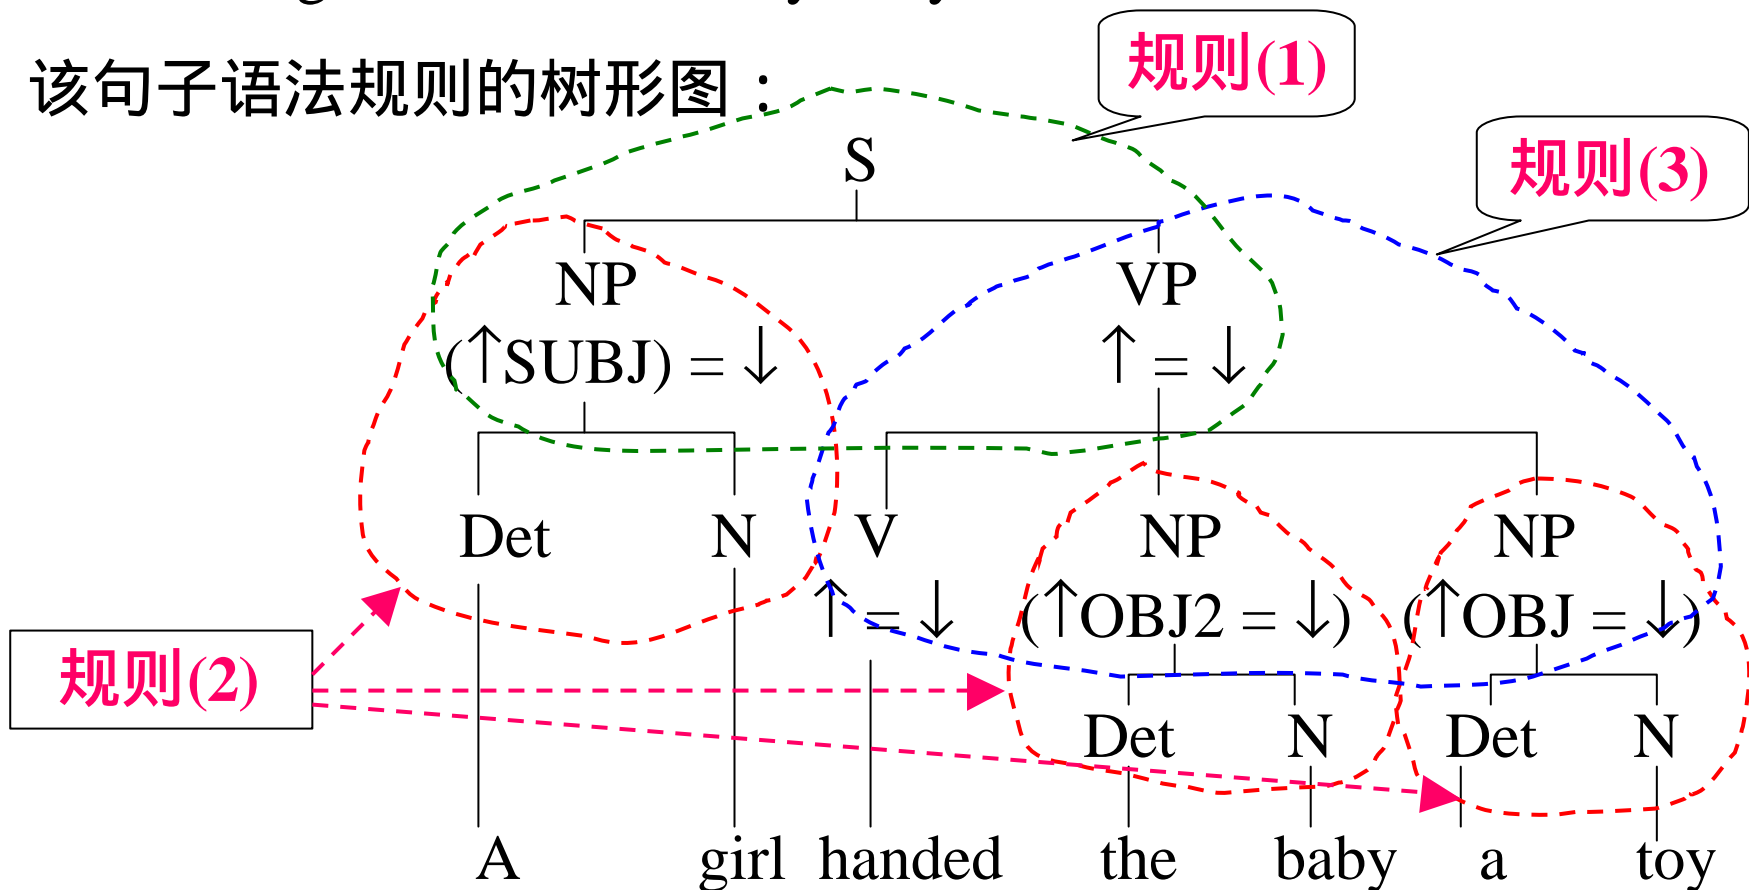 规则(1)
该句子语法规则的树形图：
规则(3)
S
NP VP
(↑SUBJ) = ↓ ↑ = ↓
Det N V NP NP
↑ = ↓ (↑OBJ2 = ↓) (↑OBJ = ↓)
规则(2)
Det N Det N
A girl handed the baby a toy